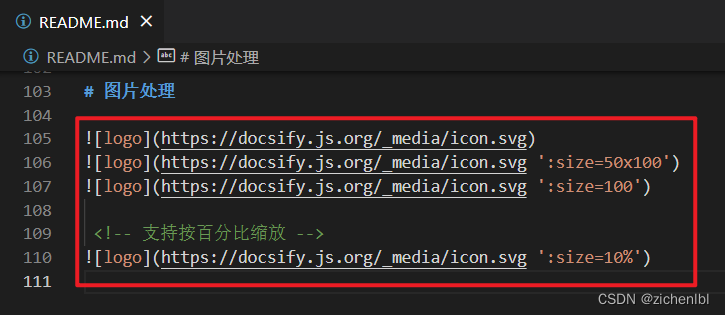 README.md
README.md > # 图片处理
102
103 # 图片处理
104
105 ![logo](https://docsify.js.org/_media/icon.svg)
106 ![logo](https://docsify.js.org/_media/icon.svg ':size=50x100')
107 ![logo](https://docsify.js.org/_media/icon.svg ':size=100')
108
109 <!-- 支持按百分比缩放 -->
110 ![logo](https://docsify.js.org/_media/icon.svg ':size=10%')
111
CSDN @zichenlbl